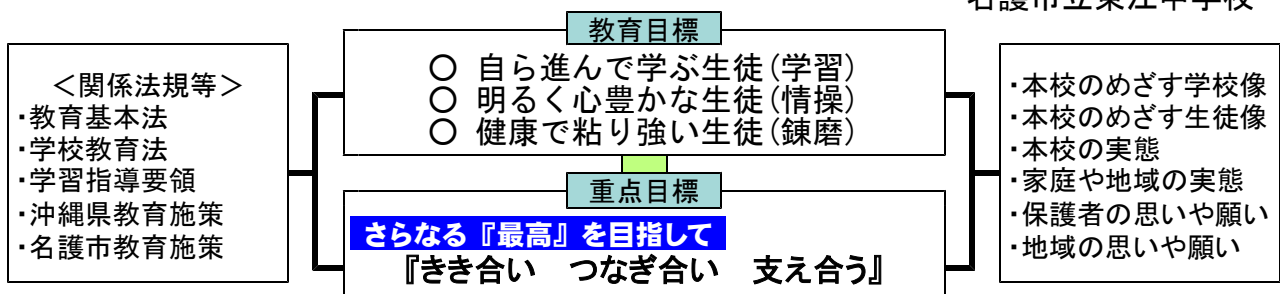 名護市立東江中学校
教育目標
○ 自ら進んで学ぶ生徒(学習)
○ 明るく心豊かな生徒(情操)
○ 健康で粘り強い生徒(錬磨)
＜関係法規等＞
・教育基本法
・学校教育法
・学習指導要領
・沖縄県教育施策
・名護市教育施策
重点目標
さらなる『最高』を目指して
『きき合い　つなぎ合い　支え合う』
・本校のめざす学校像
・本校のめざす生徒像
・本校の実態
・家庭や地域の実態
・保護者の思いや願い
・地域の思いや願い